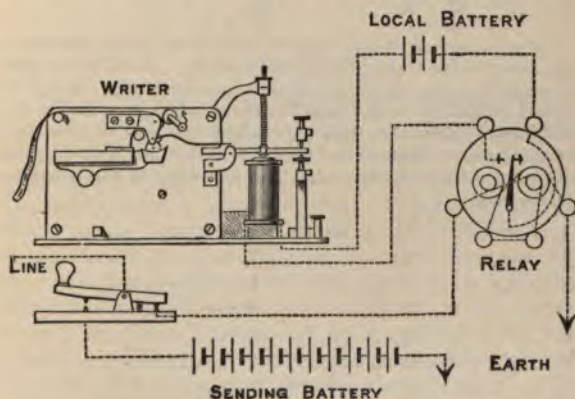 LOCAL BATTERY
WRITER
LINE
RELAY
EARTH
SENDING BATTERY